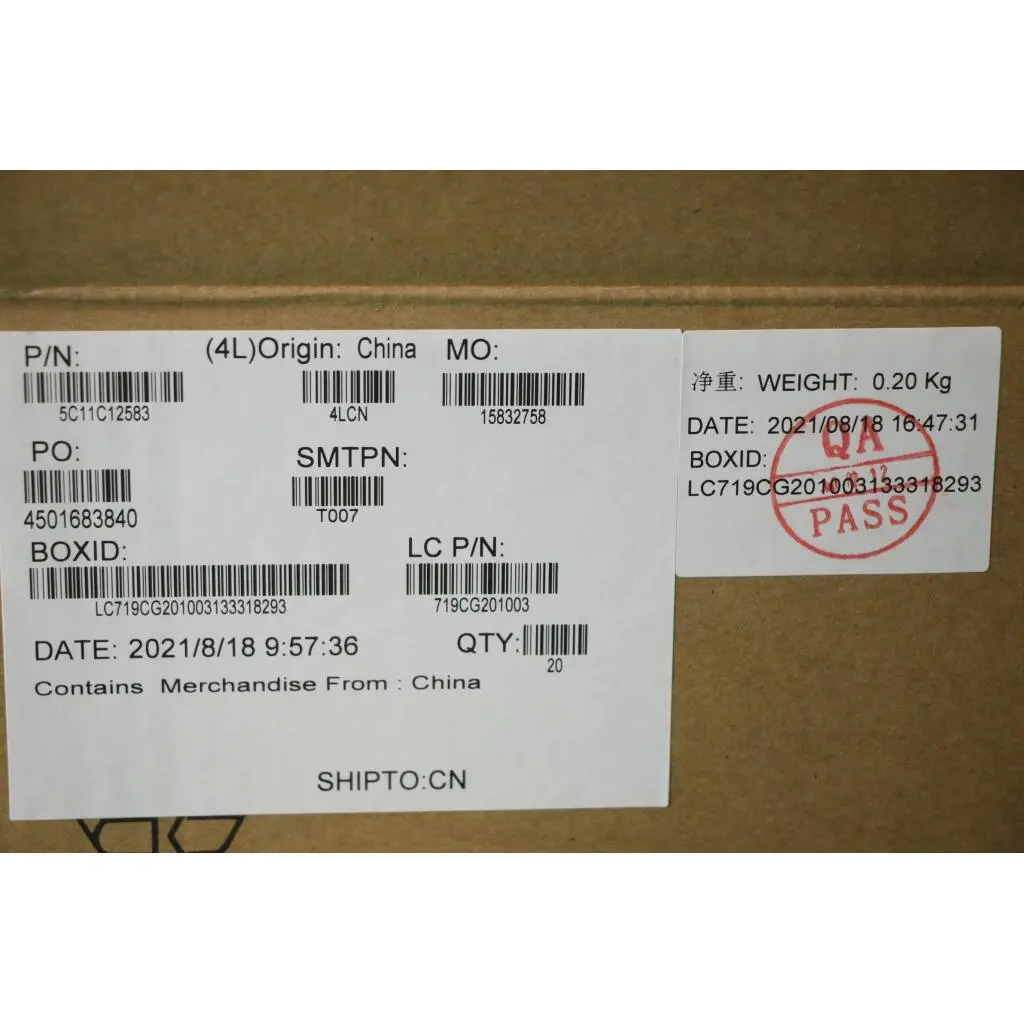 P/N: (4L)Origin: China MO:
5C11C12583 4LCN 15832758
PO: SMTPN:
4501683840 T007
BOXID: LC P/N:
LC719CG201003133318293 719CG201003
DATE: 2021/8/18 9:57:36 QTY:
20
Contains Merchandise From : China
SHIPTO:CN
净重: WEIGHT: 0.20 Kg
DATE: 2021/08/18 16:47:31
BOXID:
LC719CG201003133318293
QA
PASS